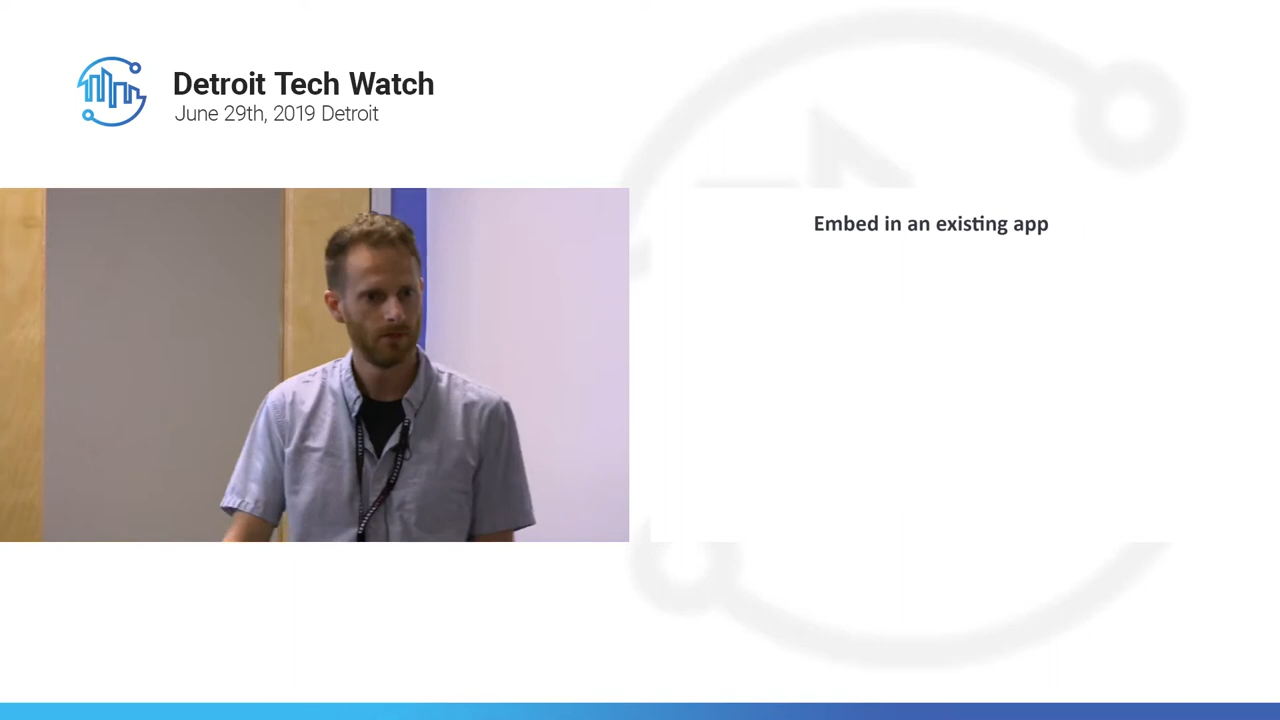 Detroit Tech Watch
June 29th, 2019 Detroit
Embed in an existing app